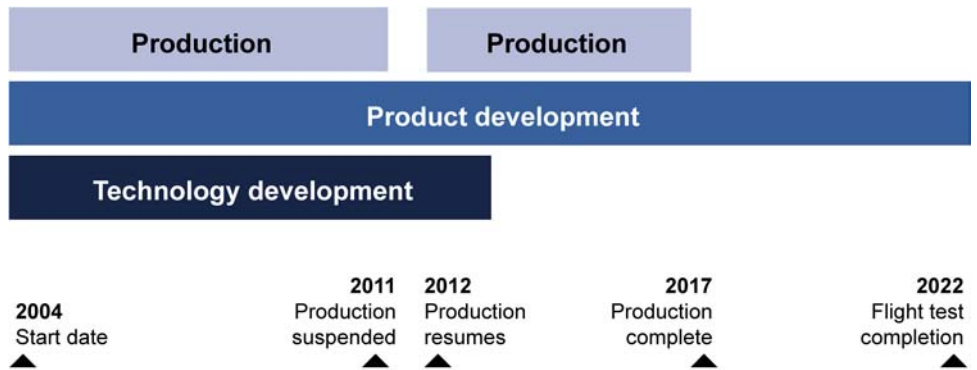 Production
Production
Product development
Technology development
2004
Start date
2011
Production
suspended
2012
Production
resumes
2017
Production
complete
2022
Flight test
completion